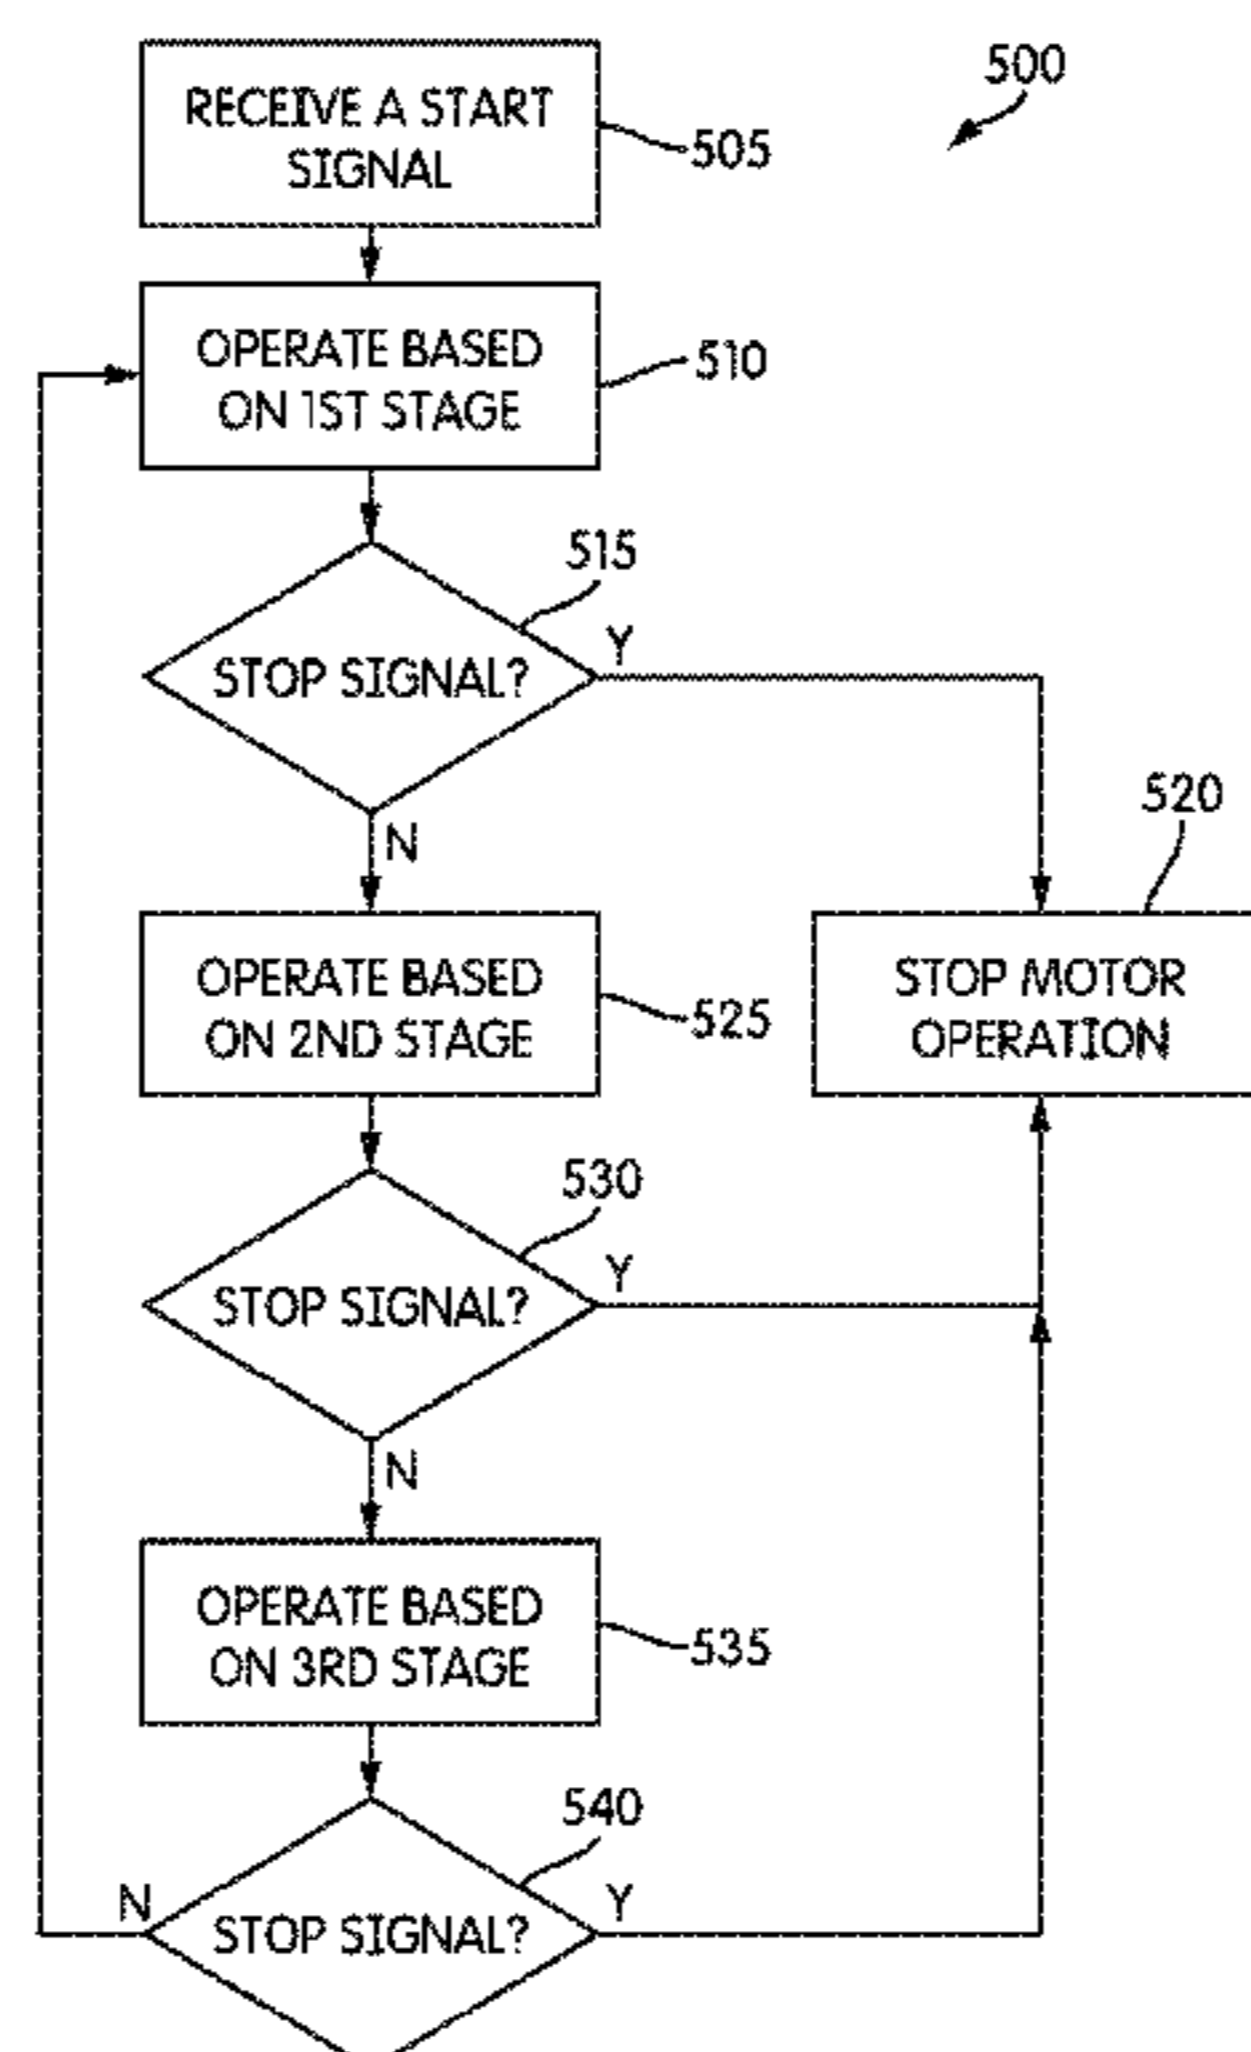 500
RECEIVE A START
SIGNAL
505
OPERATE BASED
ON 1ST STAGE
510
515
STOP SIGNAL?
Y
N
520
OPERATE BASED
ON 2ND STAGE
525
STOP MOTOR
OPERATION
530
STOP SIGNAL?
Y
N
OPERATE BASED
ON 3RD STAGE
535
540
N
STOP SIGNAL?
Y